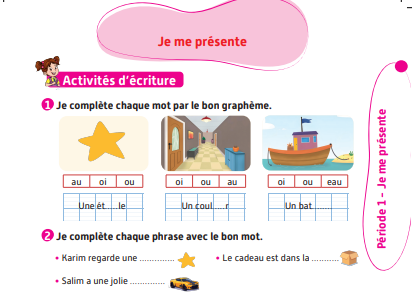 Je me présente
Activités d'écriture
1 Je complète chaque mot par le bon graphème.
au oi ou
oi ou au
oi ou eau
Une ét le
Un coul r
Un bat
2 Je complète chaque phrase avec le bon mot.
• Karim regarde une .............
• Le cadeau est dans la ..........
• Salim a une jolie .............
Période 1 - Je me présente